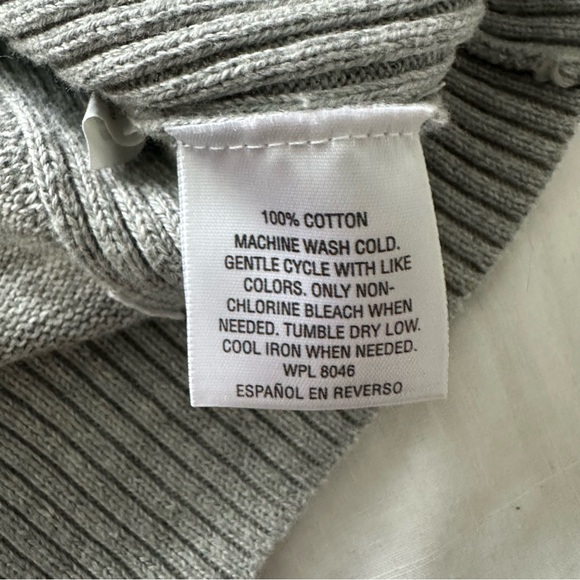 100% COTTON
MACHINE WASH COLD.
GENTLE CYCLE WITH LIKE
COLORS. ONLY NON-
CHLORINE BLEACH WHEN
NEEDED. TUMBLE DRY LOW.
COOL IRON WHEN NEEDED.
WPL 8046
ESPAÑOL EN REVERSO